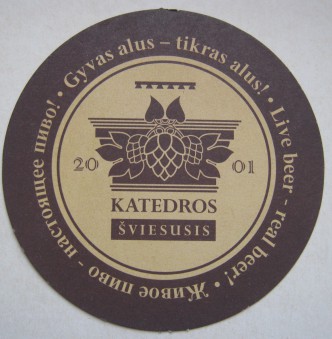 Gyvas alus – tikras alus! •
Live beer - real beer! •
Живое пиво - настоящее пиво! •
20 01
KATEDROS
ŠVIESUSIS